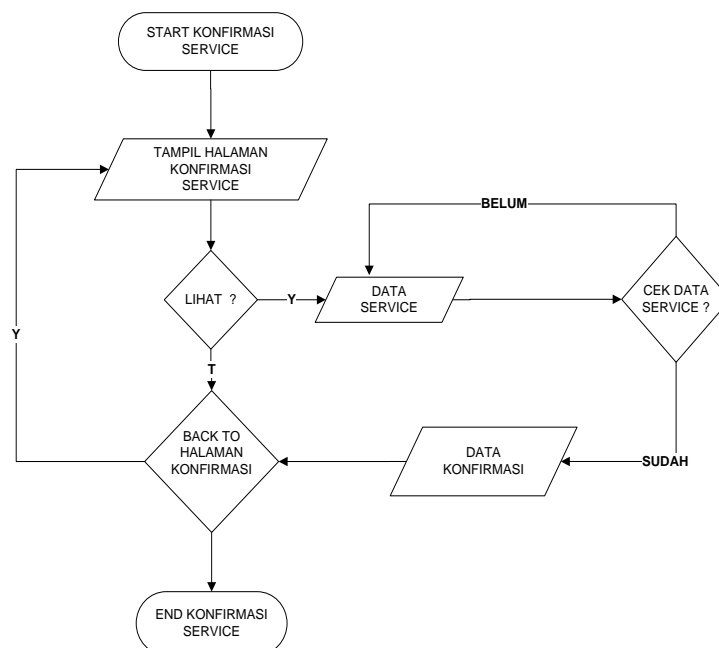 START KONFIRMASI
SERVICE
TAMPIL HALAMAN
KONFIRMASI
SERVICE
BELUM
LIHAT ?
Y
DATA
SERVICE
CEK DATA
SERVICE ?
Y
T
BACK TO
HALAMAN
KONFIRMASI
DATA
KONFIRMASI
SUDAH
END KONFIRMASI
SERVICE